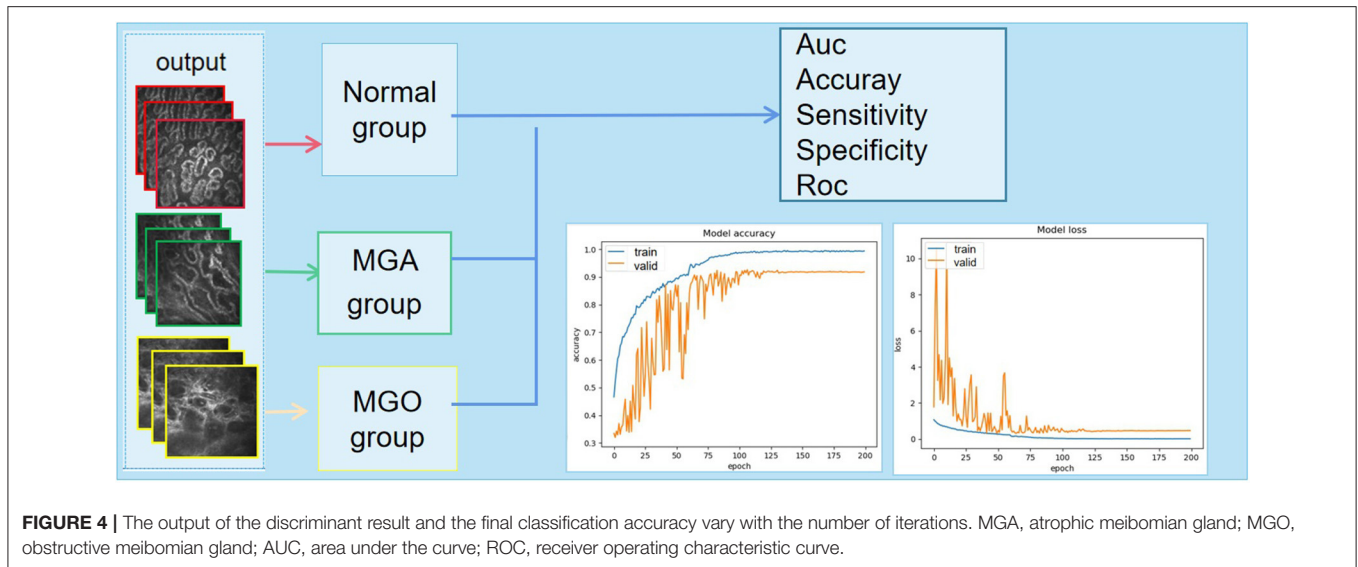 output
Normal
group
MGA
group
MGO
group
Auc
Accuray
Sensitivity
Specificity
Roc
Model accuracy
train
valid
1.0
0.9
0.8
0.7
0.6
0.5
0.4
0.3
accuracy
0 25 50 75 100 125 150 175 200
epoch
Model loss
train
valid
10
8
6
4
2
0
loss
0 25 50 75 100 125 150 175 200
epoch
FIGURE 4 | The output of the discriminant result and the final classification accuracy vary with the number of iterations. MGA, atrophic meibomian gland; MGO,
obstructive meibomian gland; AUC, area under the curve; ROC, receiver operating characteristic curve.